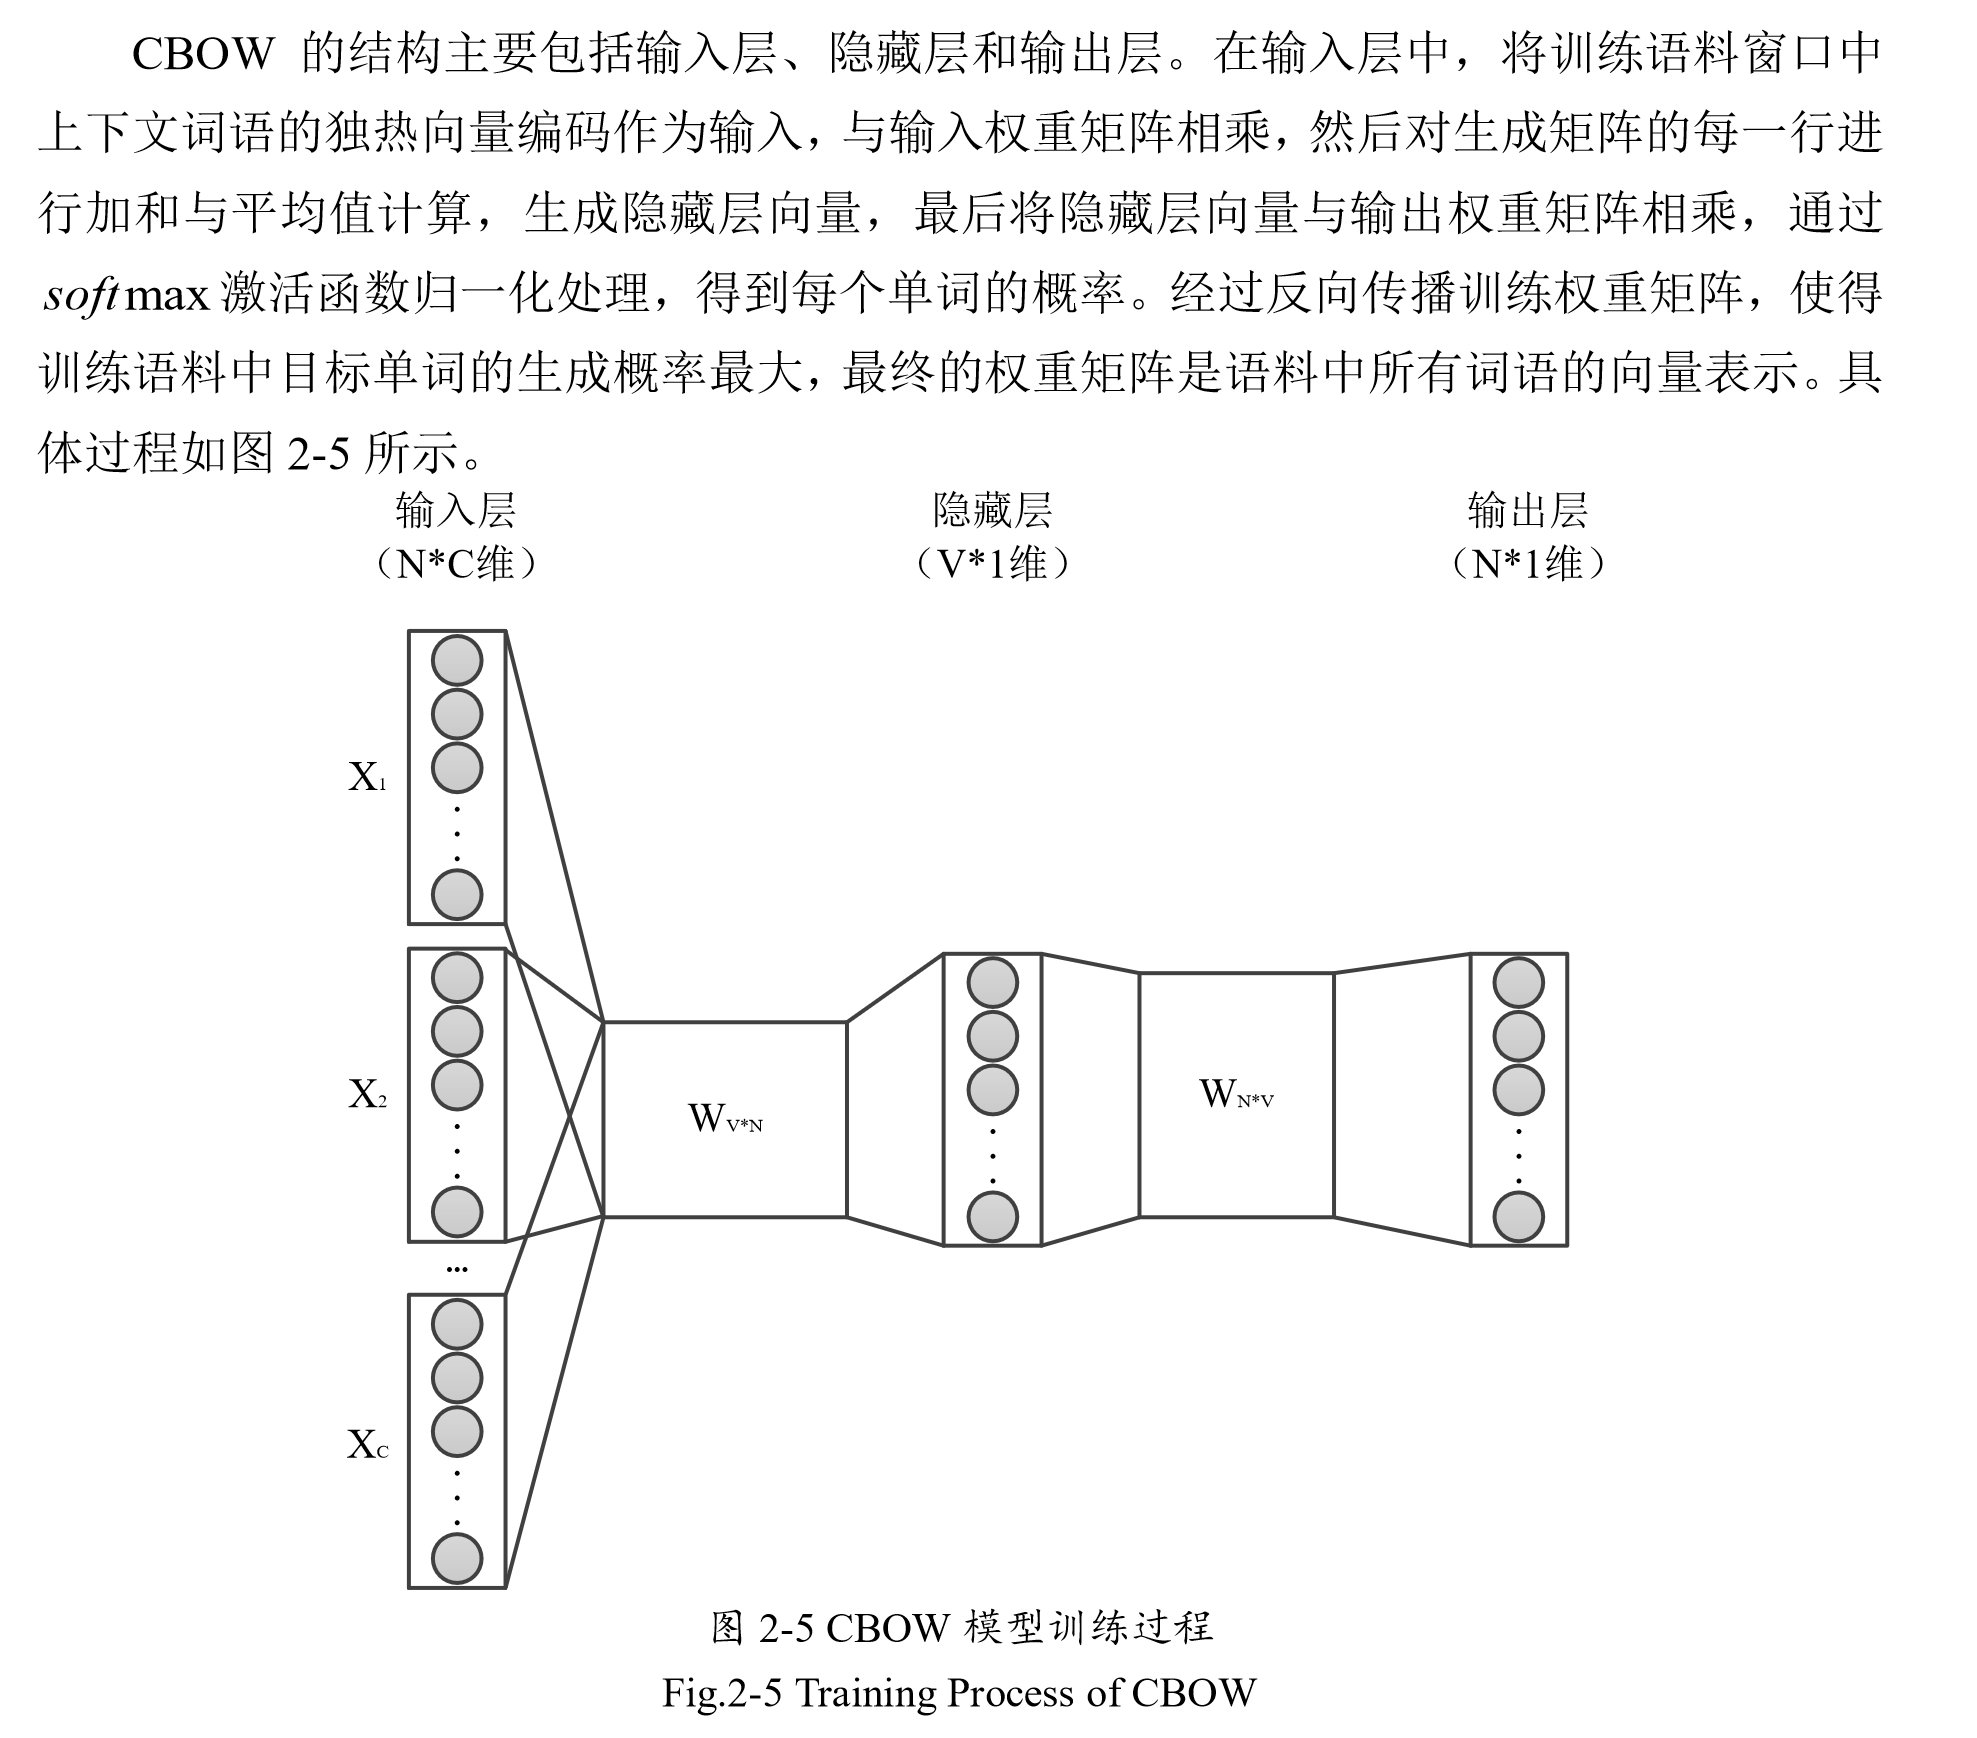 CBOW 的结构主要包括输入层、隐藏层和输出层。在输入层中，将训练语料窗口中
上下文词语的独热向量编码作为输入，与输入权重矩阵相乘，然后对生成矩阵的每一行进
行加和与平均值计算，生成隐藏层向量，最后将隐藏层向量与输出权重矩阵相乘，通过
softmax 激活函数归一化处理，得到每个单词的概率。经过反向传播训练权重矩阵，使得
训练语料中目标单词的生成概率最大，最终的权重矩阵是语料中所有词语的向量表示。具
体过程如图 2-5 所示。
输入层 隐藏层 输出层
（N*C维） （V*1维） （N*1维）
X1
X2
WV*N WN*V
...
XC
图 2-5 CBOW 模型训练过程
Fig.2-5 Training Process of CBOW